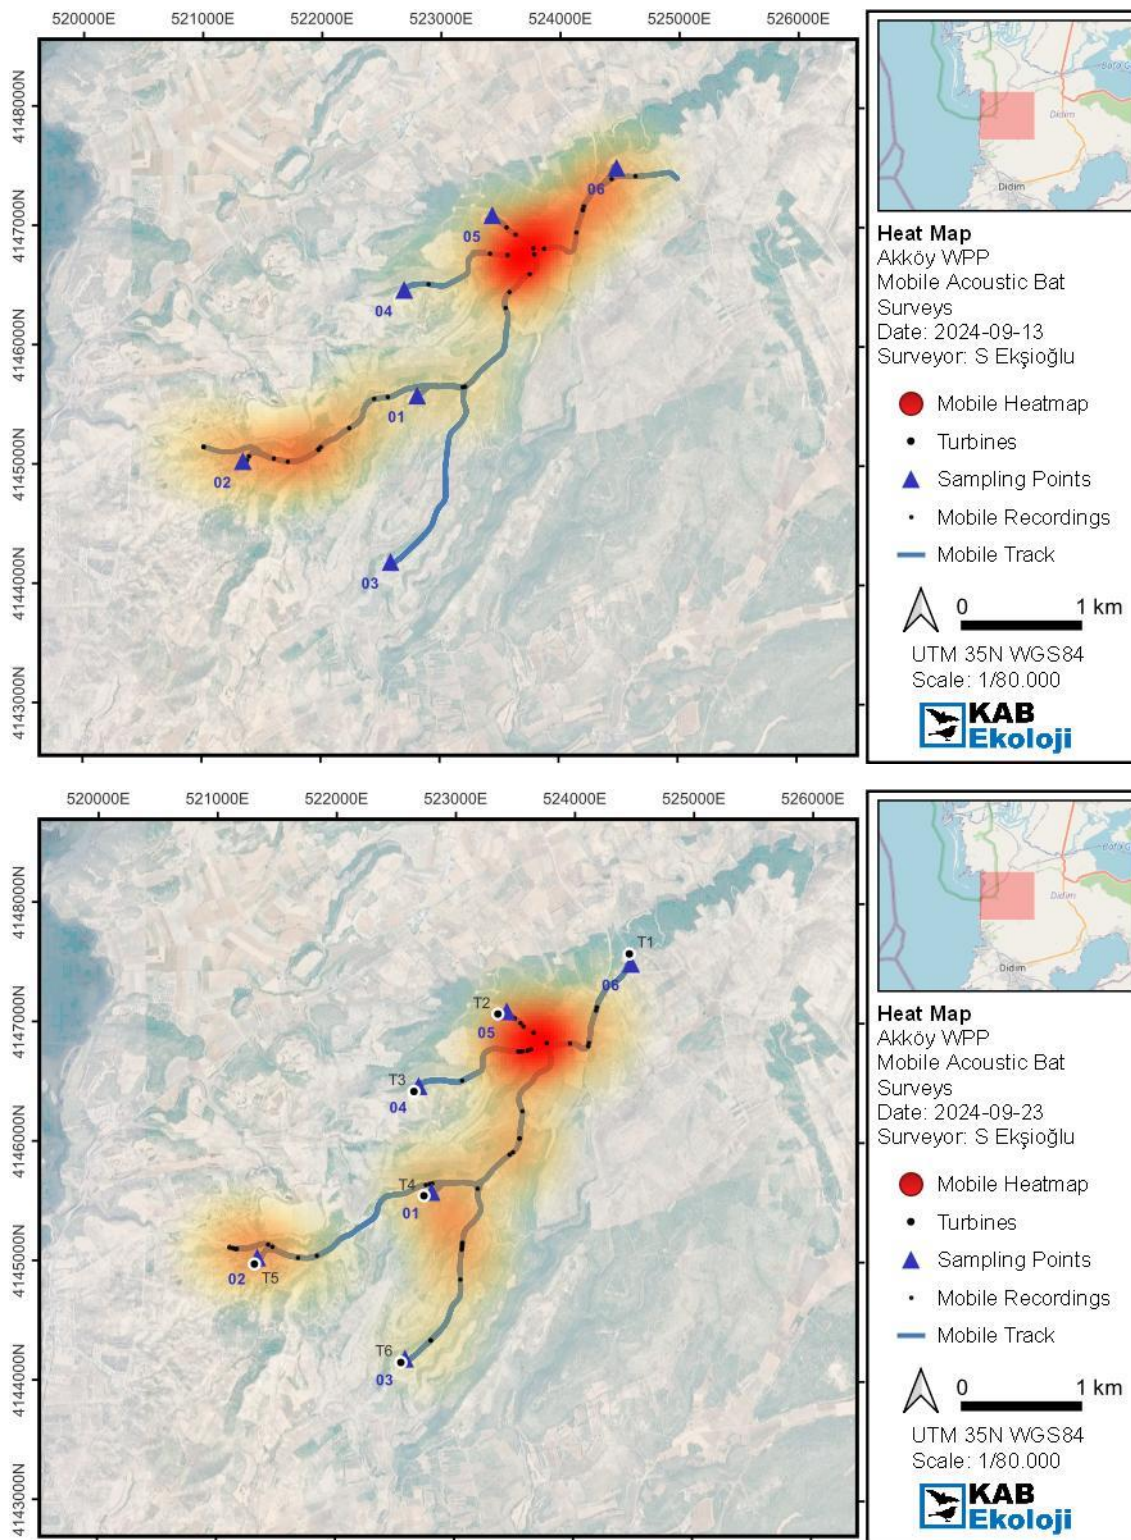 520000E 521000E 522000E 523000E 524000E 525000E 526000E
4148000N
4147000N
4146000N
4145000N
4144000N
4143000N
06
05
04
01
02
03
Didim
Didim
Heat Map
Akköy WPP
Mobile Acoustic Bat
Surveys
Date: 2024-09-13
Surveyor: S Ekşioğlu
Mobile Heatmap
Turbines
Sampling Points
Mobile Recordings
Mobile Track
0 1 km
UTM 35N WGS84
Scale: 1/80.000
KAB
Ekoloji
520000E 521000E 522000E 523000E 524000E 525000E 526000E
4148000N
4147000N
4146000N
4145000N
4144000N
4143000N
T1
06
T2
05
T3
04
T4
01
02 T5
T6
03
Didim
Didim
Heat Map
Akköy WPP
Mobile Acoustic Bat
Surveys
Date: 2024-09-23
Surveyor: S Ekşioğlu
Mobile Heatmap
Turbines
Sampling Points
Mobile Recordings
Mobile Track
0 1 km
UTM 35N WGS84
Scale: 1/80.000
KAB
Ekoloji